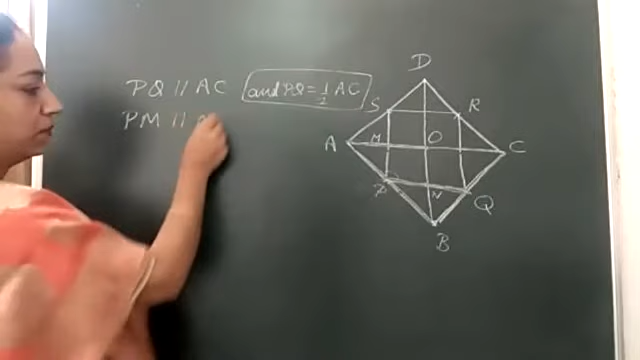 PQ // AC and PQ = 1/2 AC
PM //
D
S R
A M O C
P N Q
B